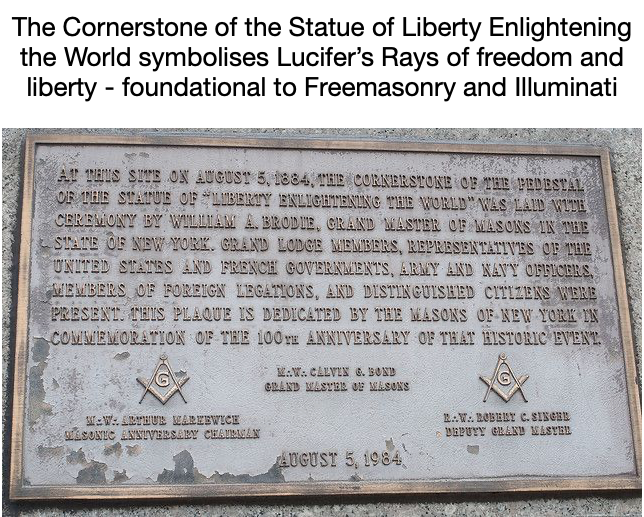 The Cornerstone of the Statue of Liberty Enlightening
the World symbolises Lucifer’s Rays of freedom and
liberty - foundational to Freemasonry and Illuminati
AT THIS SITE ON AUGUST 5, 1884, THE CORNERSTONE OF THE PEDESTAL
OF THE STATUE OF "LIBERTY ENLIGHTENING THE WORLD" WAS LAID WITH
CEREMONY BY WILLIAM A. BRODIE, GRAND MASTER OF MASONS IN THE
STATE OF NEW YORK. GRAND LODGE MEMBERS, REPRESENTATIVES OF THE
UNITED STATES AND FRENCH GOVERNMENTS, ARMY AND NAVY OFFICERS,
MEMBERS OF FOREIGN LEGATIONS, AND DISTINGUISHED CITIZENS WERE
PRESENT. THIS PLAQUE IS DEDICATED BY THE MASONS OF NEW YORK IN
COMMEMORATION OF THE 100TH ANNIVERSARY OF THAT HISTORIC EVENT.
G
M∴W∴ CALVIN G. BOND
GRAND MASTER OF MASONS
G
M∴W∴ ARTHUR MARKEWICH
MASONIC ANNIVERSARY CHAIRMAN
R∴W∴ ROBERT C. SINGER
DEPUTY GRAND MASTER
AUGUST 5, 1984